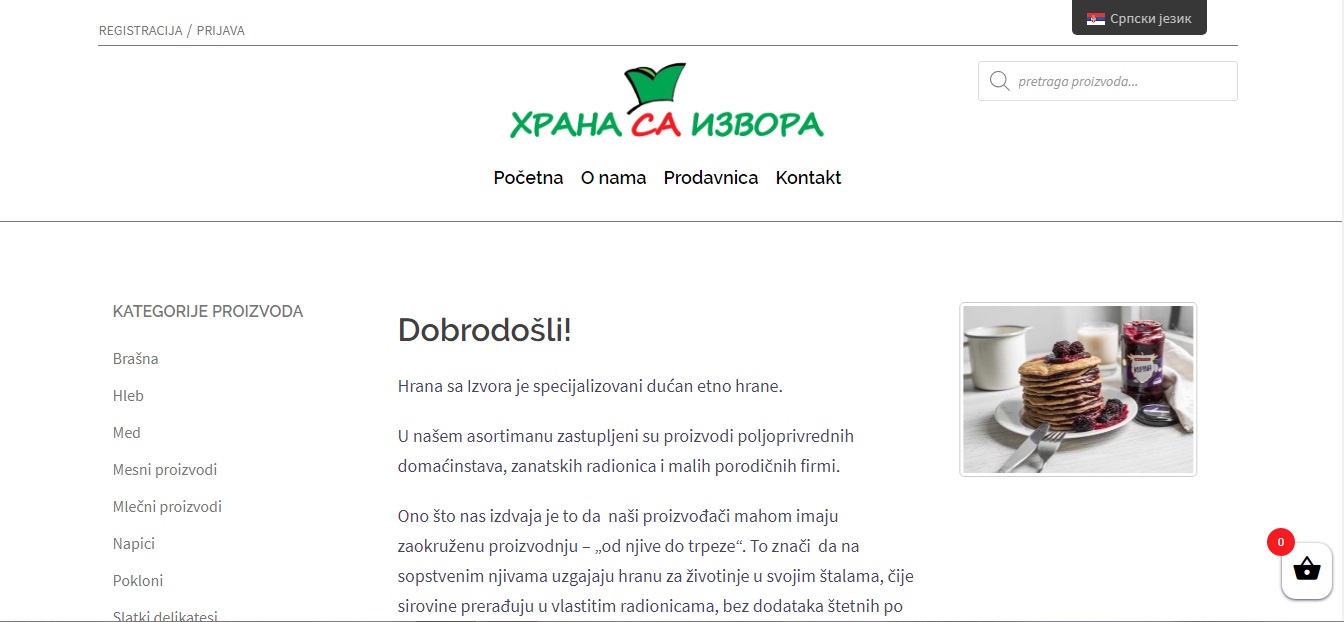 REGISTRACIJA / PRIJAVA
Српски језик
pretraga proizvoda...
ХРАНА СА ИЗВОРА
Početna O nama Prodavnica Kontakt
KATEGORIJE PROIZVODA
Brašna
Hleb
Med
Mesni proizvodi
Mlečni proizvodi
Napici
Pokloni
Slatki delikatesi
Dobrodošli!
Hrana sa Izvora je specijalizovani dućan etno hrane.
U našem asortimanu zastupljeni su proizvodi poljoprivrednih
domaćinstava, zanatskih radionica i malih porodičnih firmi.
Ono što nas izdvaja je to da  naši proizvođači mahom imaju
zaokruženu proizvodnju – „od njive do trpeze“. To znači  da na
sopstvenim njivama uzgajaju hranu za životinje u svojim štalama, čije
sirovine prerađuju u vlastitim radionicama, bez dodataka štetnih po
0